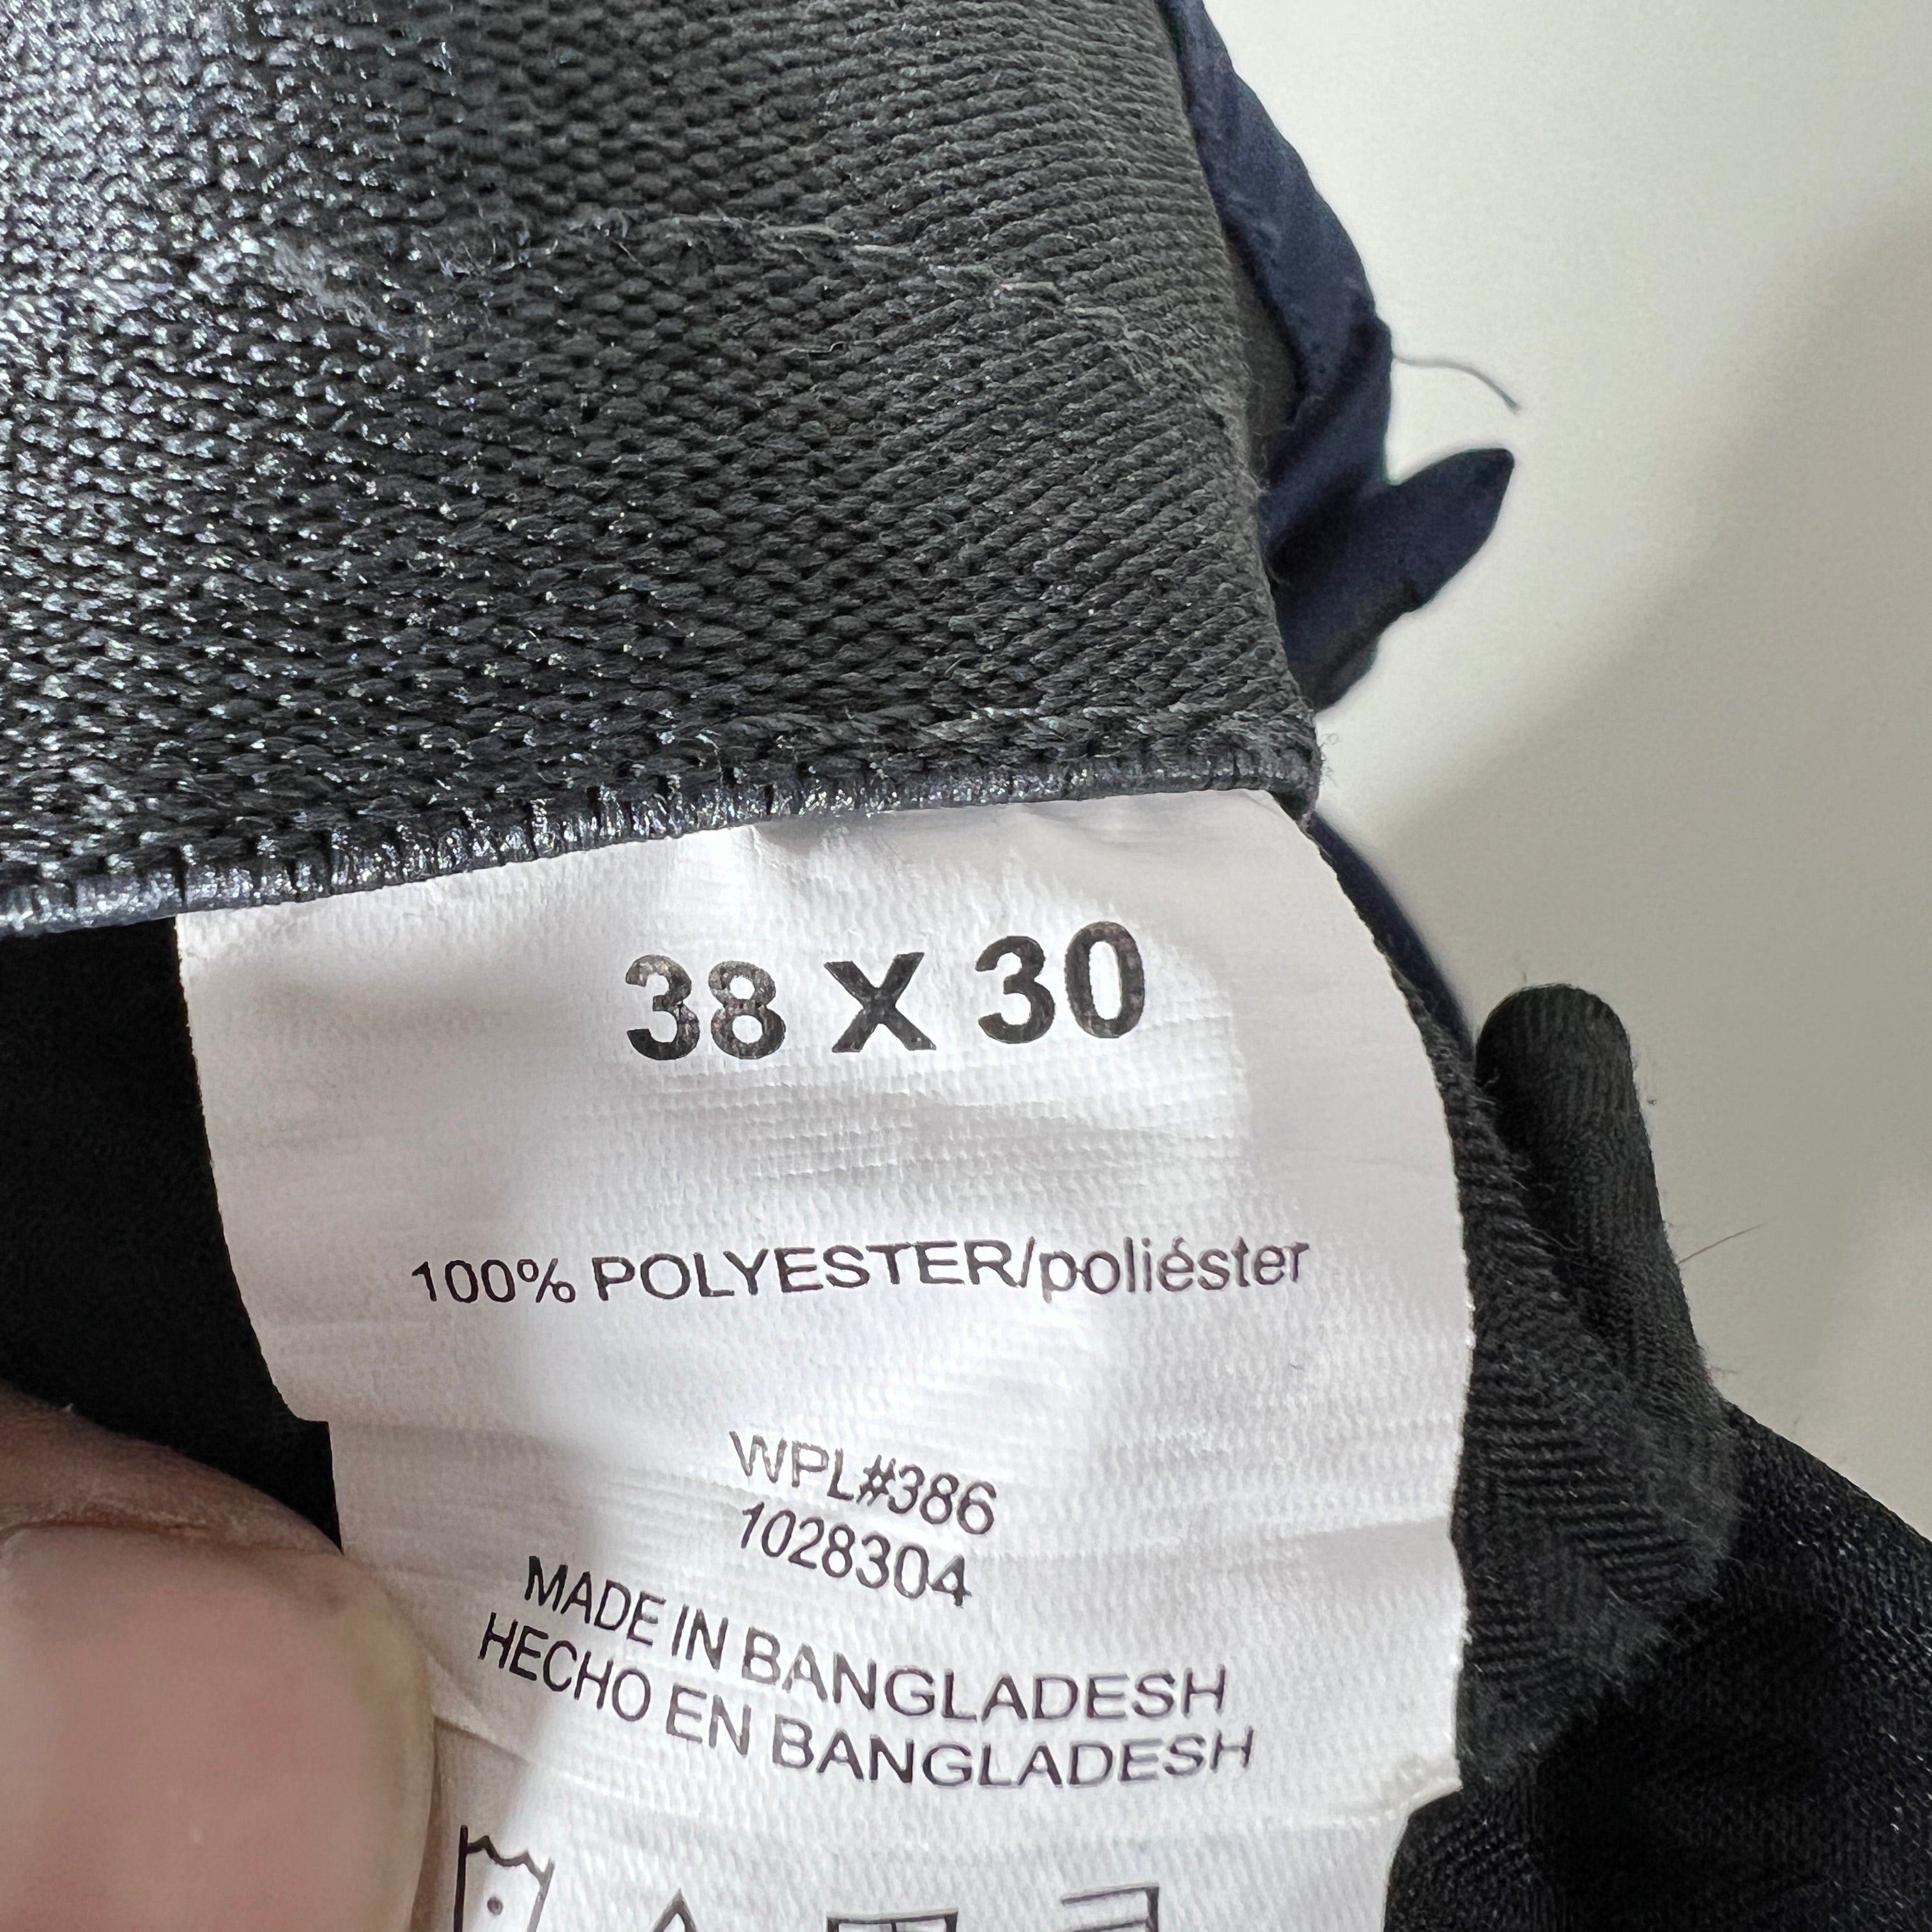 38 X 30
100% POLYESTER/poliéster
WPL#386
1028304
MADE IN BANGLADESH
HECHO EN BANGLADESH